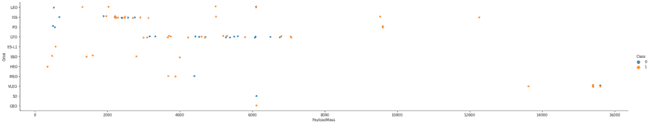 LEO
ISS
PO
GTO
ES-L1
SSO
HEO
MEO
VLEO
SO
GEO
Orbit
0
2000
4000
6000
8000
10000
12000
14000
16000
PayloadMass
Class
0
1